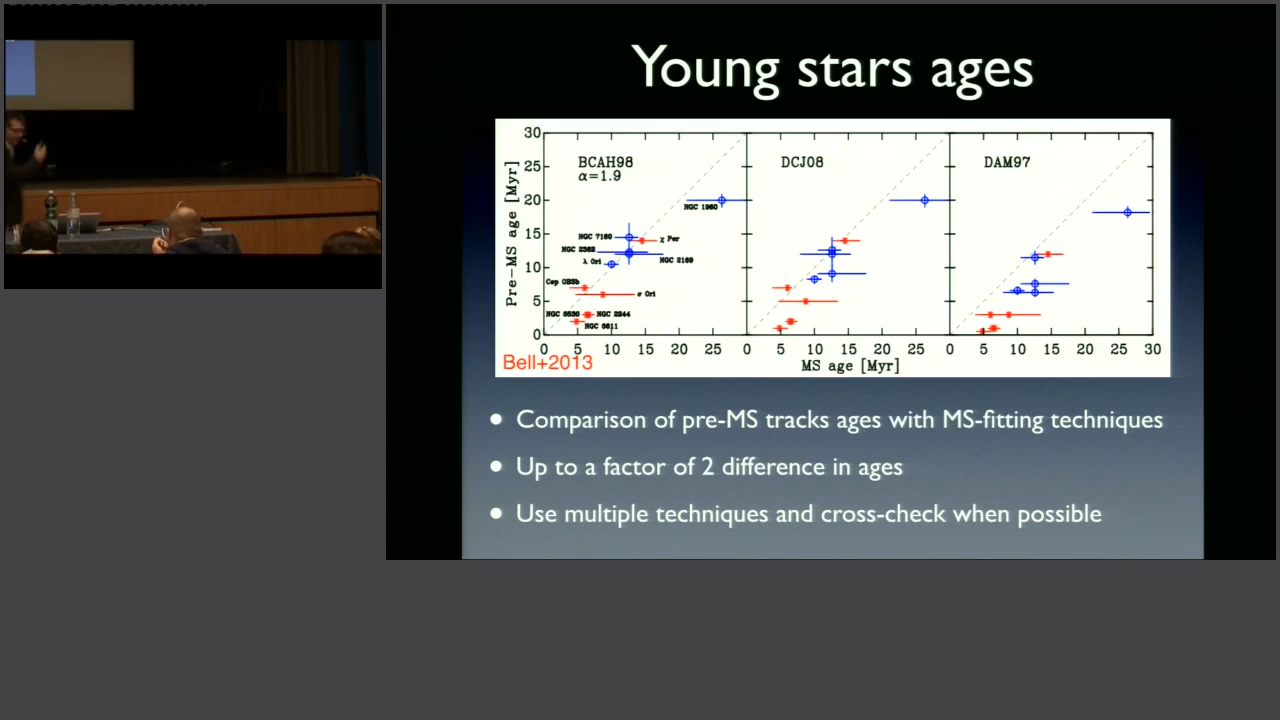 Young stars ages
30
25
20
15
10
5
0
Pre-MS age [Myr]
BCAH98
α=1.9
NGC 1960
NGC 7160
χ Per
NGC 2362
NGC 2169
λ Ori
Cep OB3b
σ Ori
NGC 6530
NGC 2244
NGC 6611
DCJ08
DAM97
0 5 10 15 20 25 0 5 10 15 20 25 0 5 10 15 20 25 30
MS age [Myr]
Bell+2013
• Comparison of pre-MS tracks ages with MS-fitting techniques
• Up to a factor of 2 difference in ages
• Use multiple techniques and cross-check when possible